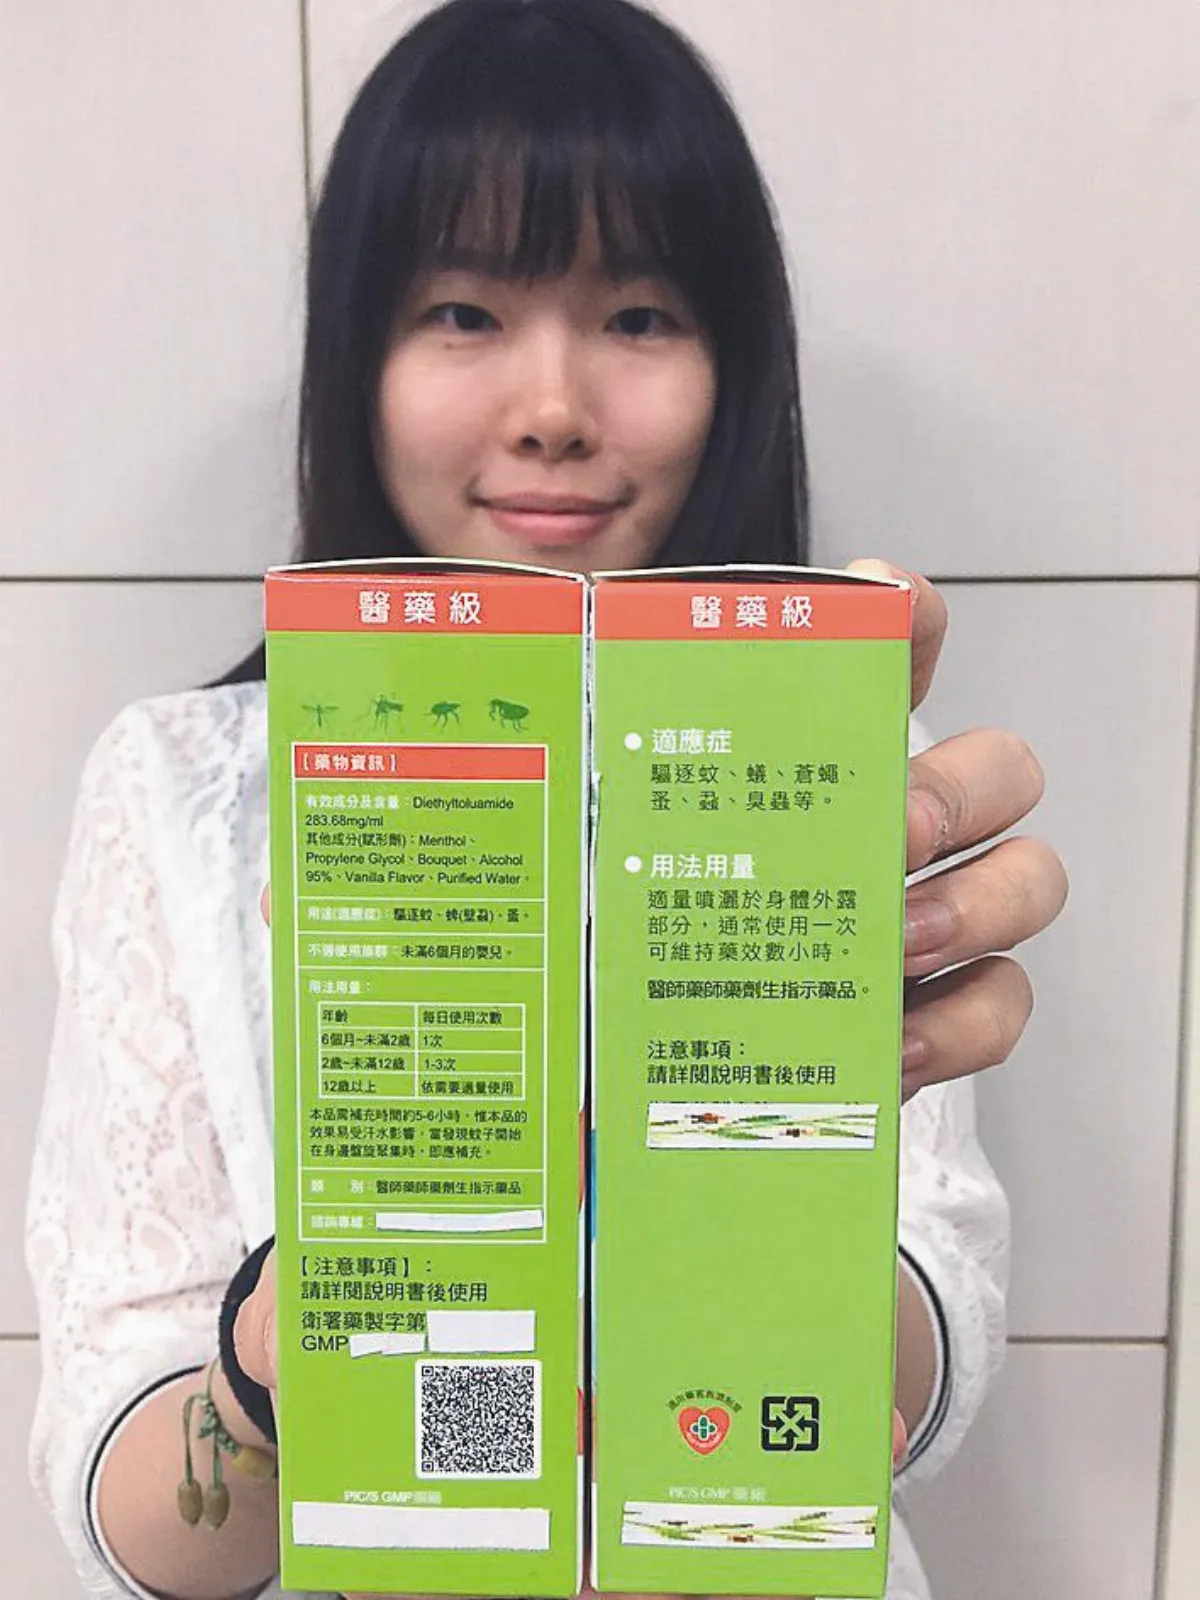 醫藥級
【藥物資訊】
有效成分及含量：Diethyltoluamide
283.68mg/ml
其他成分(賦形劑)：Menthol、
Propylene Glycol、Bouquet、Alcohol
95%、Vanilla Flavor、Purified Water。
用途(適應症)：驅逐蚊、蜱(壁蝨)、蚤。
不得使用族群：未滿6個月的嬰兒。
用法用量：
年齡 每日使用次數
6個月~未滿2歲 1次
2歲~未滿12歲 1-3次
12歲以上 依需要適量使用
本品需補充時間約5-6小時，惟本品的
效果易受汗水影響，當發現蚊子開始
在身邊盤旋聚集時，即應補充。
類 別：醫師藥師藥劑生指示藥品
諮詢專線：
【注意事項】：
請詳閱說明書後使用
衛署藥製字第
GMP
PIC/S GMP 藥廠
醫藥級
適應症
驅逐蚊、蟻、蒼蠅、
蚤、蝨、臭蟲等。
用法用量
適量噴灑於身體外露
部分，通常使用一次
可維持藥效數小時。
醫師藥師藥劑生指示藥品。
注意事項：
請詳閱說明書後使用
PIC/S GMP 藥廠